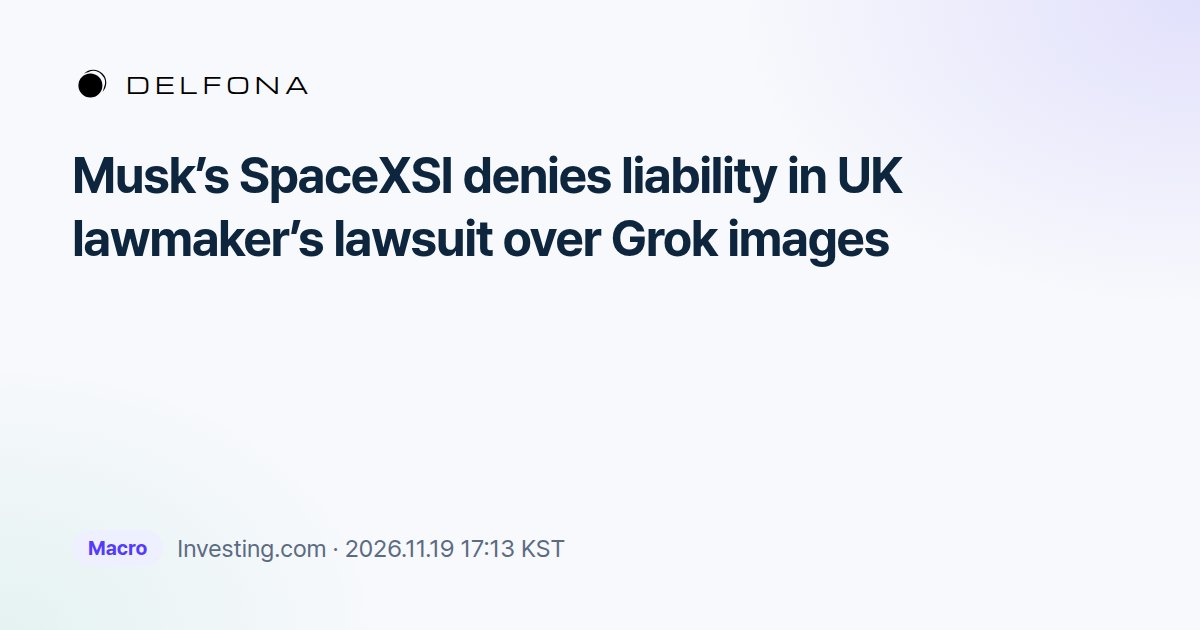 DELFONA
Musk’s SpaceXSI denies liability in UK
lawmaker’s lawsuit over Grok images
Macro Investing.com · 2026.11.19 17:13 KST